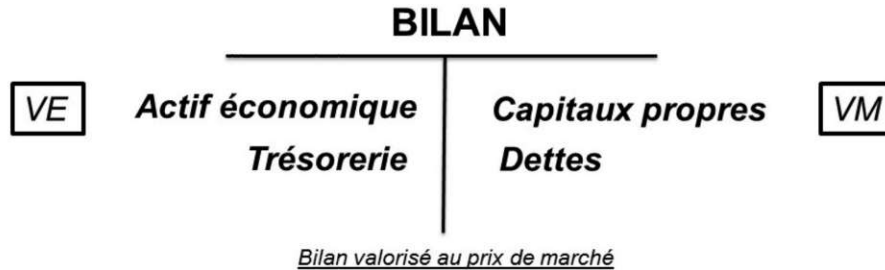 BILAN
VE Actif économique Capitaux propres VM
Trésorerie Dettes
Bilan valorisé au prix de marché